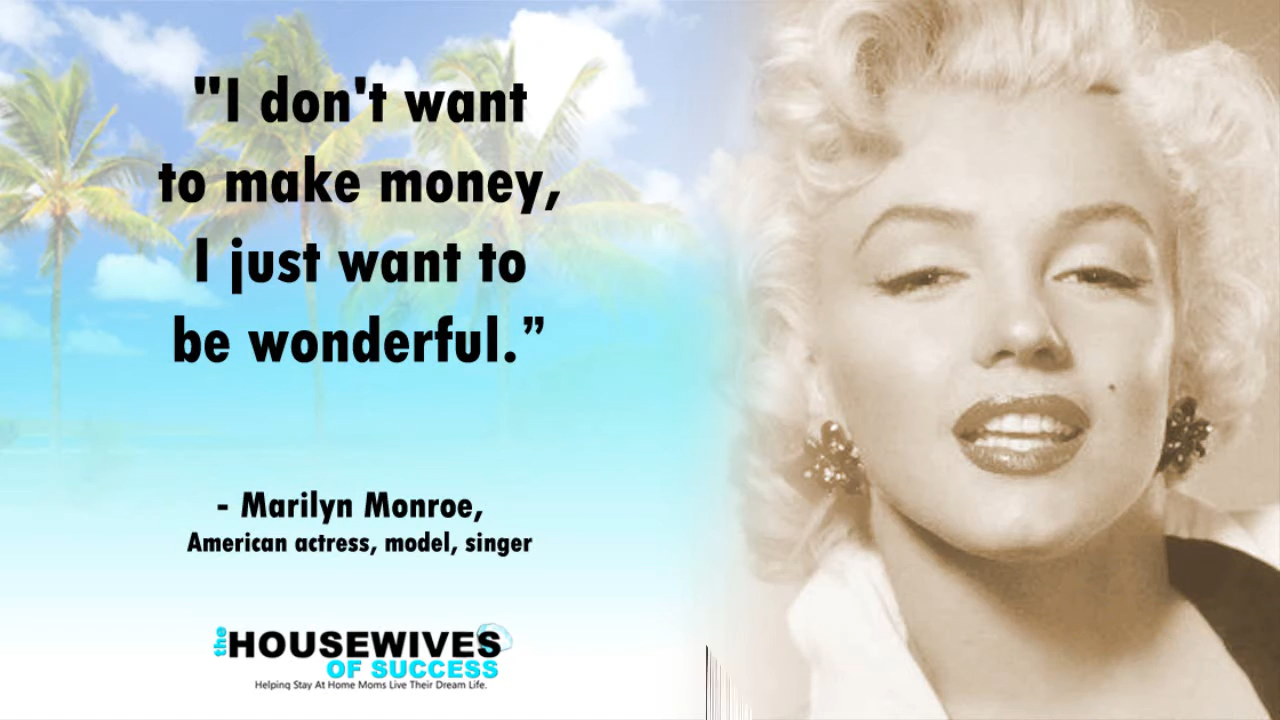 "I don't want
to make money,
I just want to
be wonderful.”
- Marilyn Monroe,
American actress, model, singer
the HOUSEWIVES
OF SUCCESS
Helping Stay At Home Moms Live Their Dream Life.